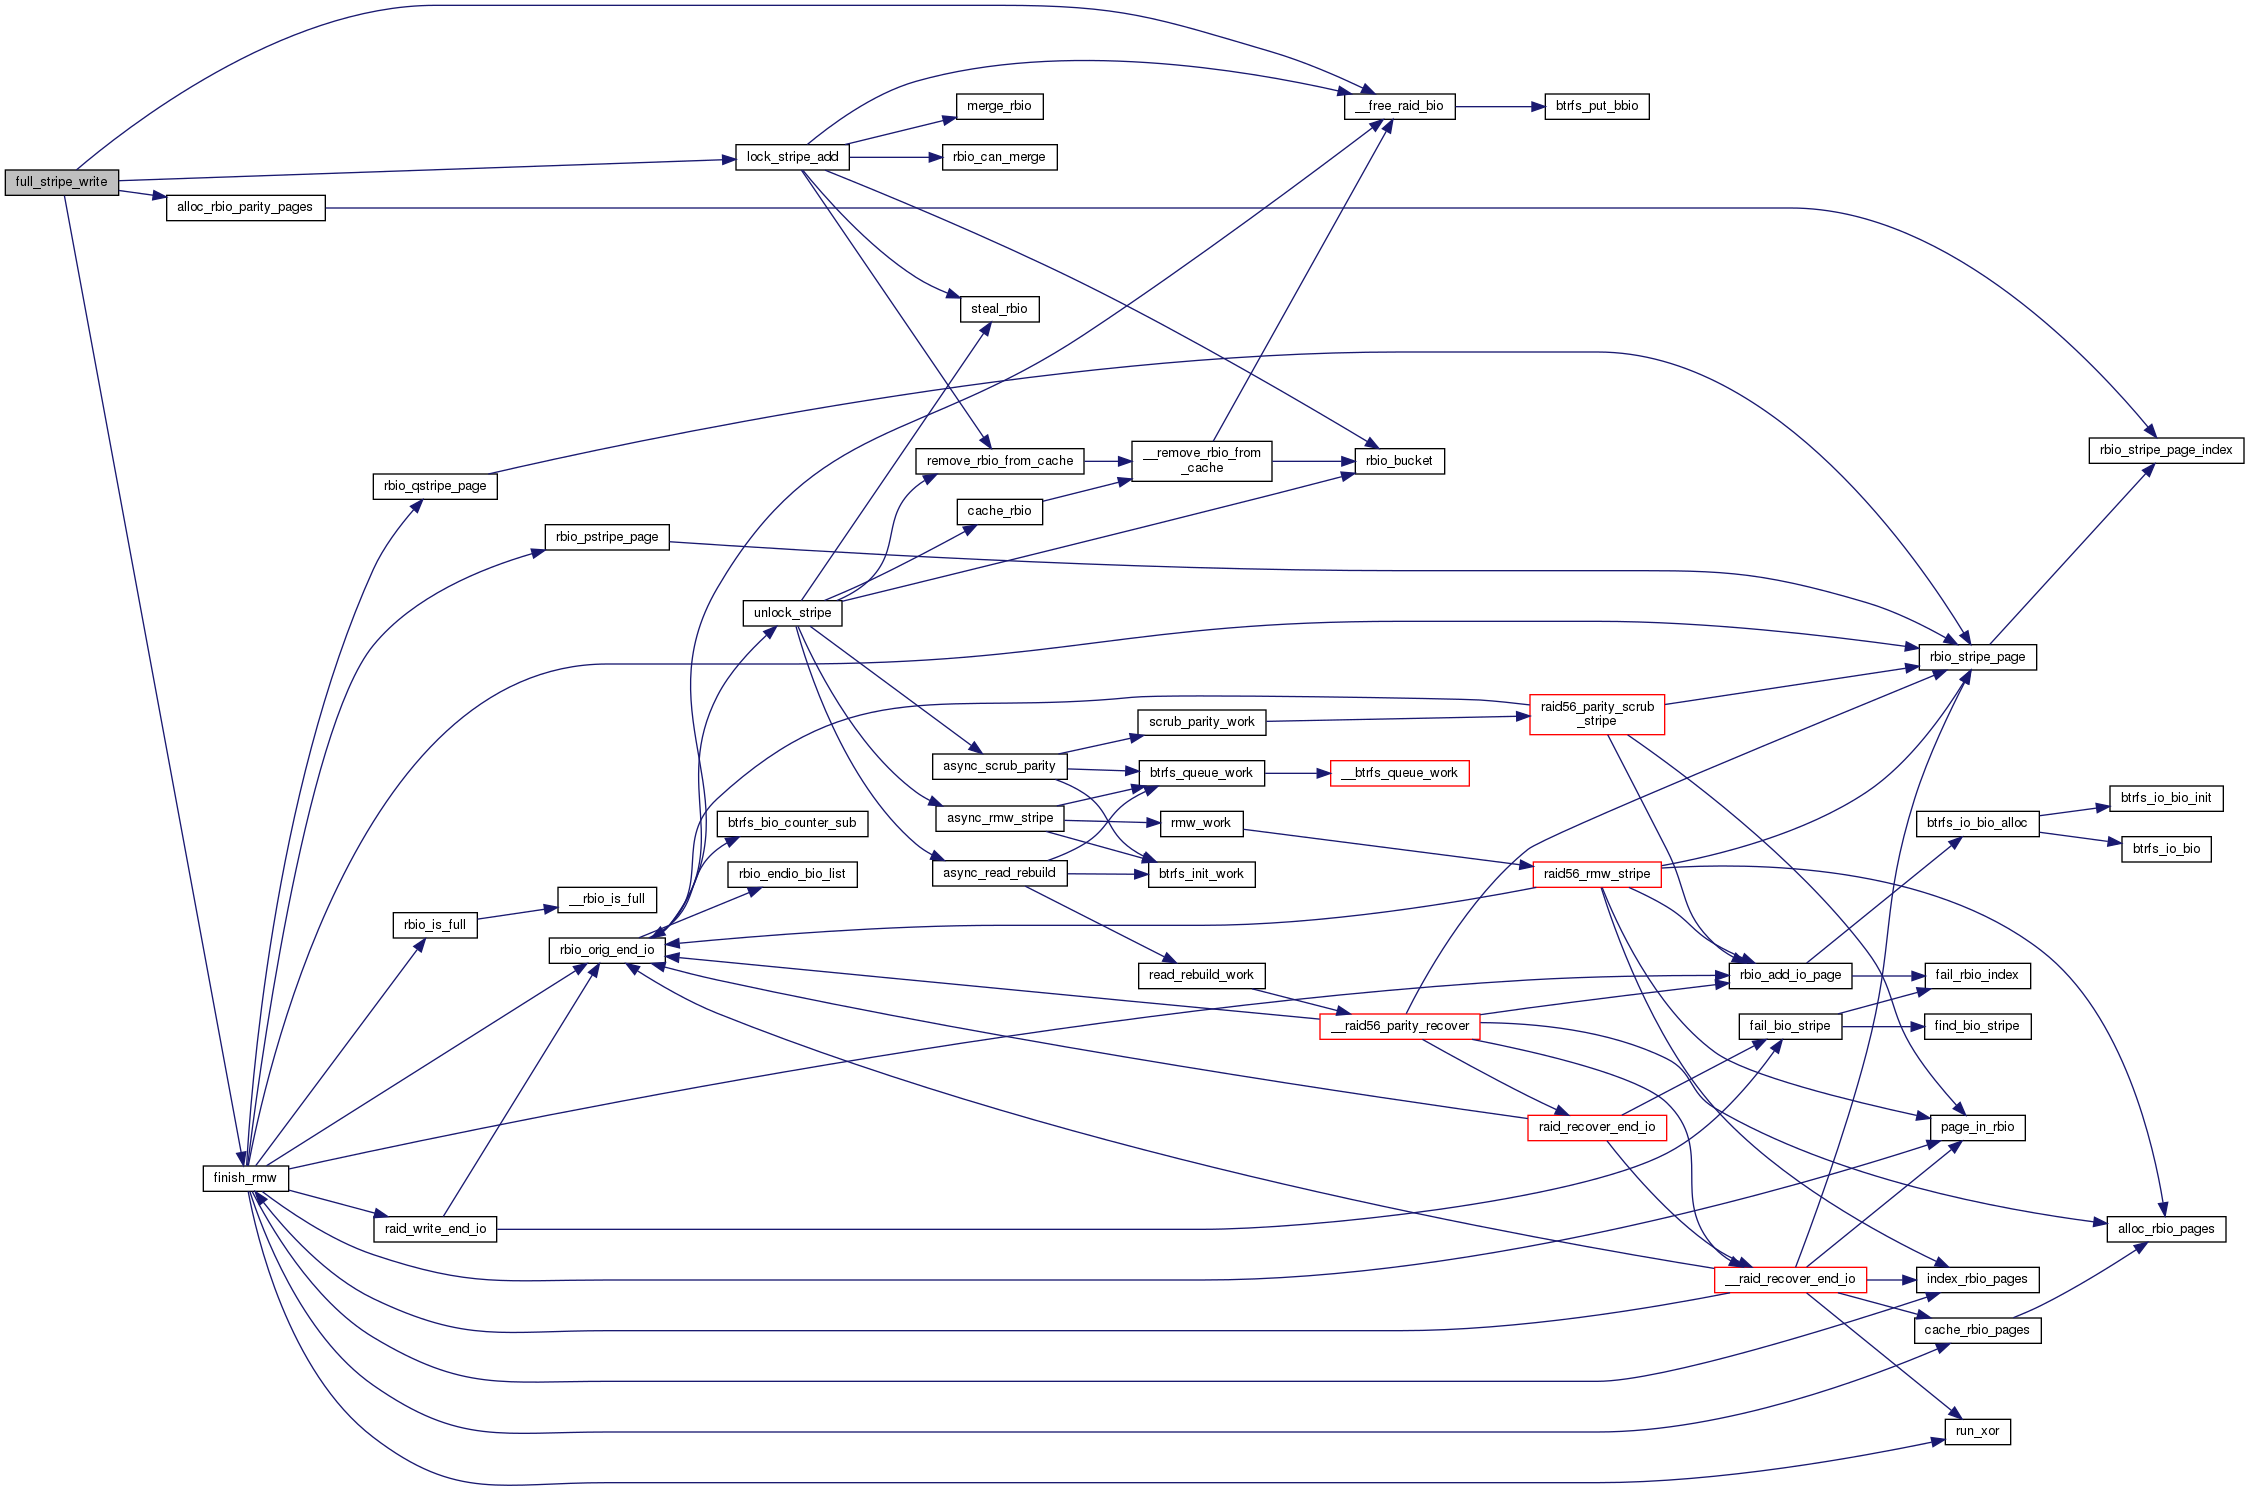 full_stripe_write
alloc_rbio_parity_pages
finish_rmw
rbio_qstripe_page
rbio_pstripe_page
rbio_is_full
__rbio_is_full
rbio_orig_end_io
raid_write_end_io
lock_stripe_add
unlock_stripe
btrfs_bio_counter_sub
rbio_endio_bio_list
merge_rbio
rbio_can_merge
steal_rbio
remove_rbio_from_cache
cache_rbio
async_scrub_parity
async_rmw_stripe
async_read_rebuild
__remove_rbio_from
_cache
scrub_parity_work
btrfs_queue_work
rmw_work
btrfs_init_work
read_rebuild_work
__free_raid_bio
rbio_bucket
__btrfs_queue_work
__raid56_parity_recover
btrfs_put_bbio
raid56_parity_scrub
_stripe
raid56_rmw_stripe
raid_recover_end_io
rbio_add_io_page
fail_bio_stripe
__raid_recover_end_io
rbio_stripe_page
btrfs_io_bio_alloc
fail_rbio_index
find_bio_stripe
page_in_rbio
index_rbio_pages
cache_rbio_pages
run_xor
rbio_stripe_page_index
btrfs_io_bio_init
btrfs_io_bio
alloc_rbio_pages